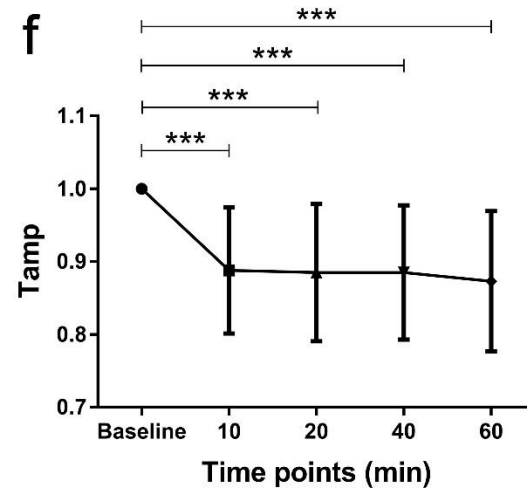 f
***
***
***
***
1.1
1.0
0.9
0.8
0.7
Tamp
Baseline 10 20 40 60
Time points (min)